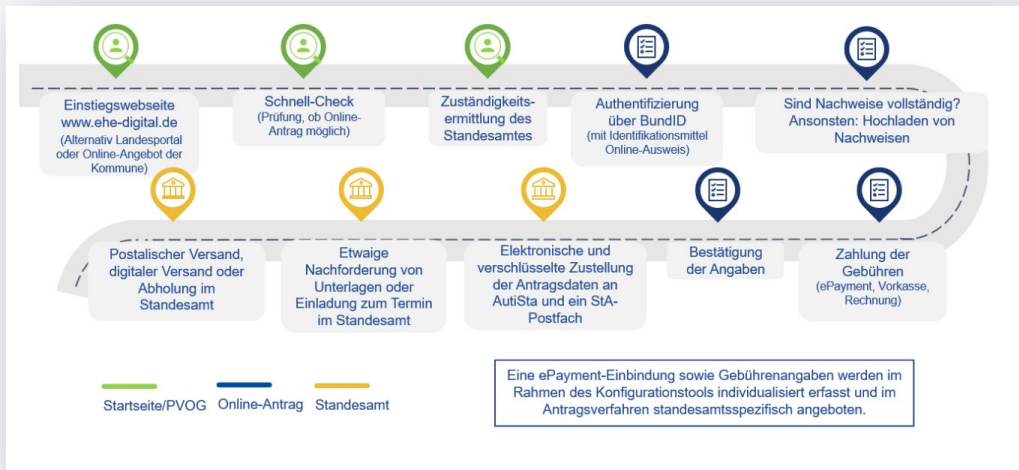 Einstiegswebseite
www.ehe-digital.de
(Alternativ Landesportal
oder Online-Angebot der
Kommune)
Schnell-Check
(Prüfung, ob Online-
Antrag möglich)
Zuständigkeits-
ermittlung des
Standesamtes
Authentifizierung
über BundID
(mit Identifikationsmittel
Online-Ausweis)
Sind Nachweise vollständig?
Ansonsten: Hochladen von
Nachweisen
Zahlung der
Gebühren
(ePayment, Vorkasse,
Rechnung)
Bestätigung
der Angaben
Elektronische und
verschlüsselte Zustellung
der Antragsdaten an
AutiSta und ein StA-
Postfach
Etwaige
Nachforderung von
Unterlagen oder
Einladung zum Termin
im Standesamt
Postalischer Versand,
digitaler Versand oder
Abholung im
Standesamt
Startseite/PVOG
Online-Antrag
Standesamt
Eine ePayment-Einbindung sowie Gebührenangaben werden im
Rahmen des Konfigurationstools individualisiert erfasst und im
Antragsverfahren standesamtsspezifisch angeboten.